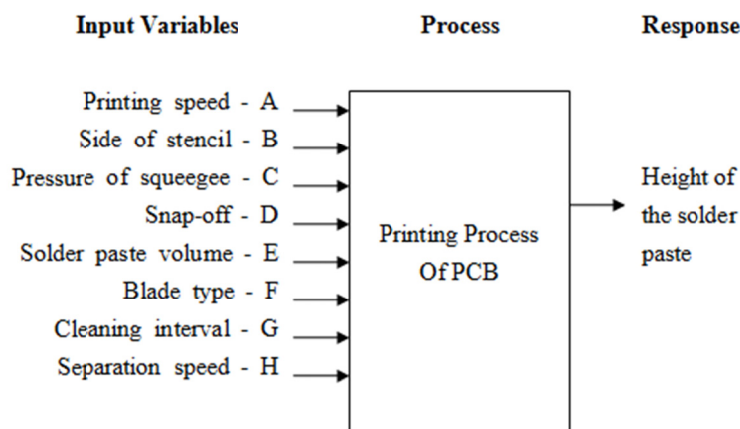 Input Variables Process Response
Printing speed - A
Side of stencil - B
Pressure of squeegee - C
Snap-off - D
Solder paste volume - E
Blade type - F
Cleaning interval - G
Separation speed - H
Printing Process
Of PCB
Height of
the solder
paste